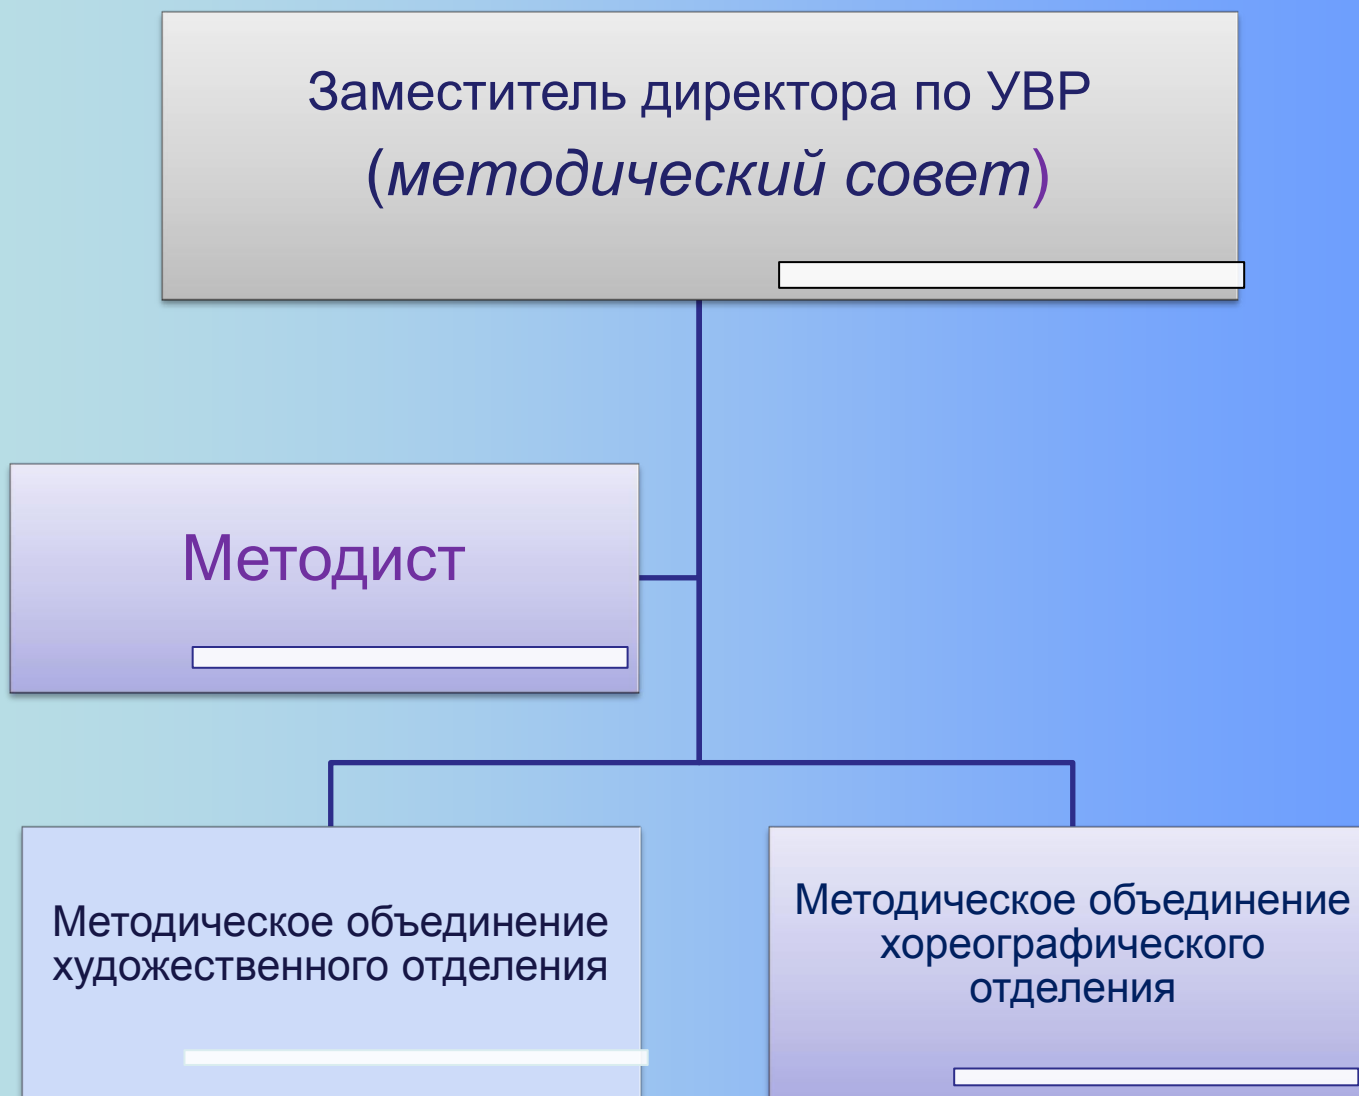 Заместитель директора по УВР
(методический совет)
Методист
Методическое объединение
художественного отделения
Методическое объединение
хореографического
отделения